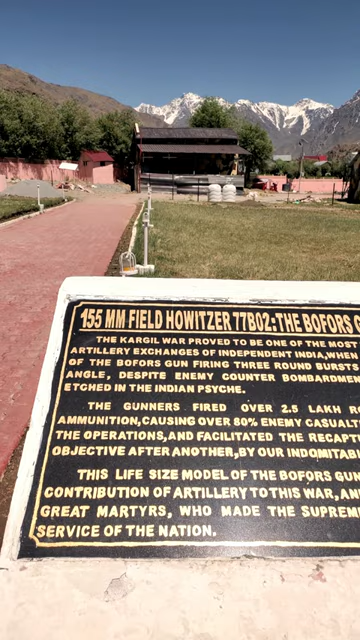 155 MM FIELD HOWITZER 77B02:THE BOFORS
THE KARGIL WAR PROVED TO BE ONE OF THE MOST
ARTILLERY EXCHANGES OF INDEPENDENT INDIA,WHEN
OF THE BOFORS GUN FIRING THREE ROUND BURSTS
ANGLE, DESPITE ENEMY COUNTER BOMBARDME
ETCHED IN THE INDIAN PSYCHE.
THE GUNNERS FIRED OVER 2.5 LAKH
AMMUNITION,CAUSING OVER 80% ENEMY CASUALT
THE OPERATIONS,AND FACILITATED THE RECAPT
OBJECTIVE AFTER ANOTHER,BY OUR INDOMITAB
THIS LIFE SIZE MODEL OF THE BOFORS GUN
CONTRIBUTION OF ARTILLERY TO THIS WAR,AN
GREAT MARTYRS, WHO MADE THE SUPREM
SERVICE OF THE NATION.